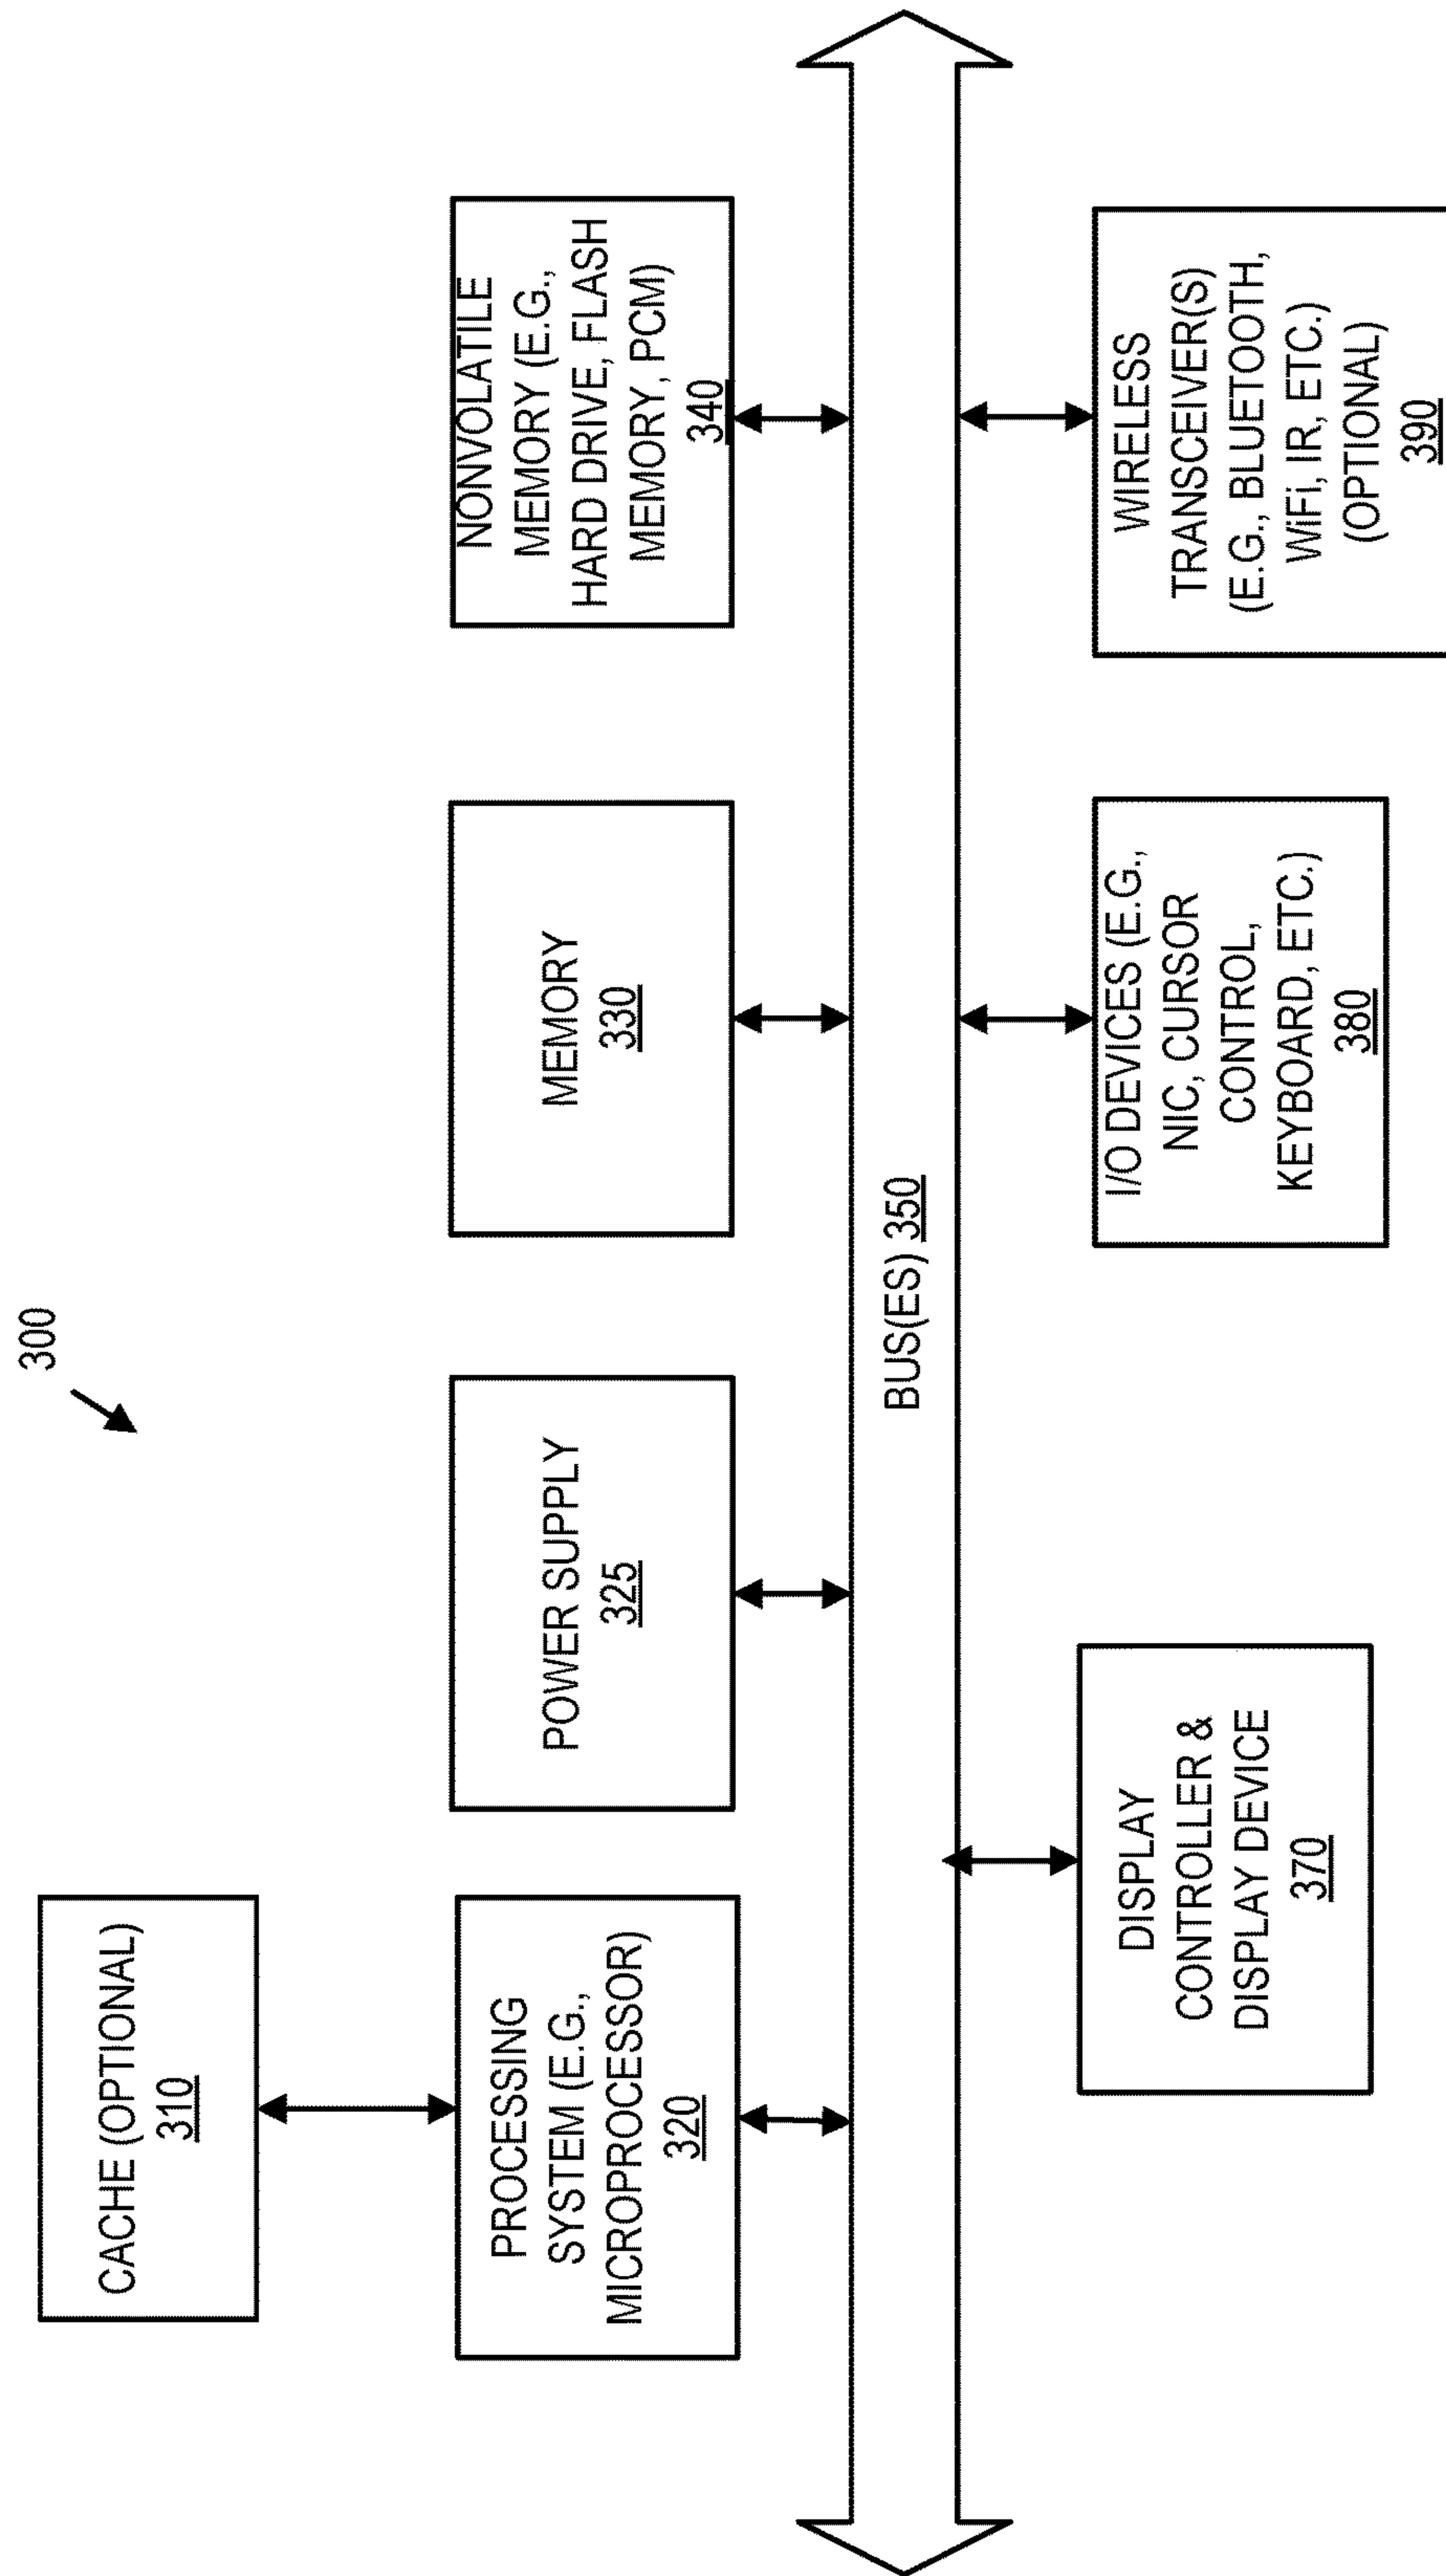 300
CACHE (OPTIONAL)
310
PROCESSING
SYSTEM (E.G.,
MICROPROCESSOR)
320
POWER SUPPLY
325
MEMORY
330
NONVOLATILE
MEMORY (E.G.,
HARD DRIVE, FLASH
MEMORY, PCM)
340
BUS(ES) 350
DISPLAY
CONTROLLER &
DISPLAY DEVICE
370
I/O DEVICES (E.G.,
NIC, CURSOR
CONTROL,
KEYBOARD, ETC.)
380
WIRELESS
TRANSCEIVER(S)
(E.G., BLUETOOTH,
WiFi, IR, ETC.)
(OPTIONAL)
390